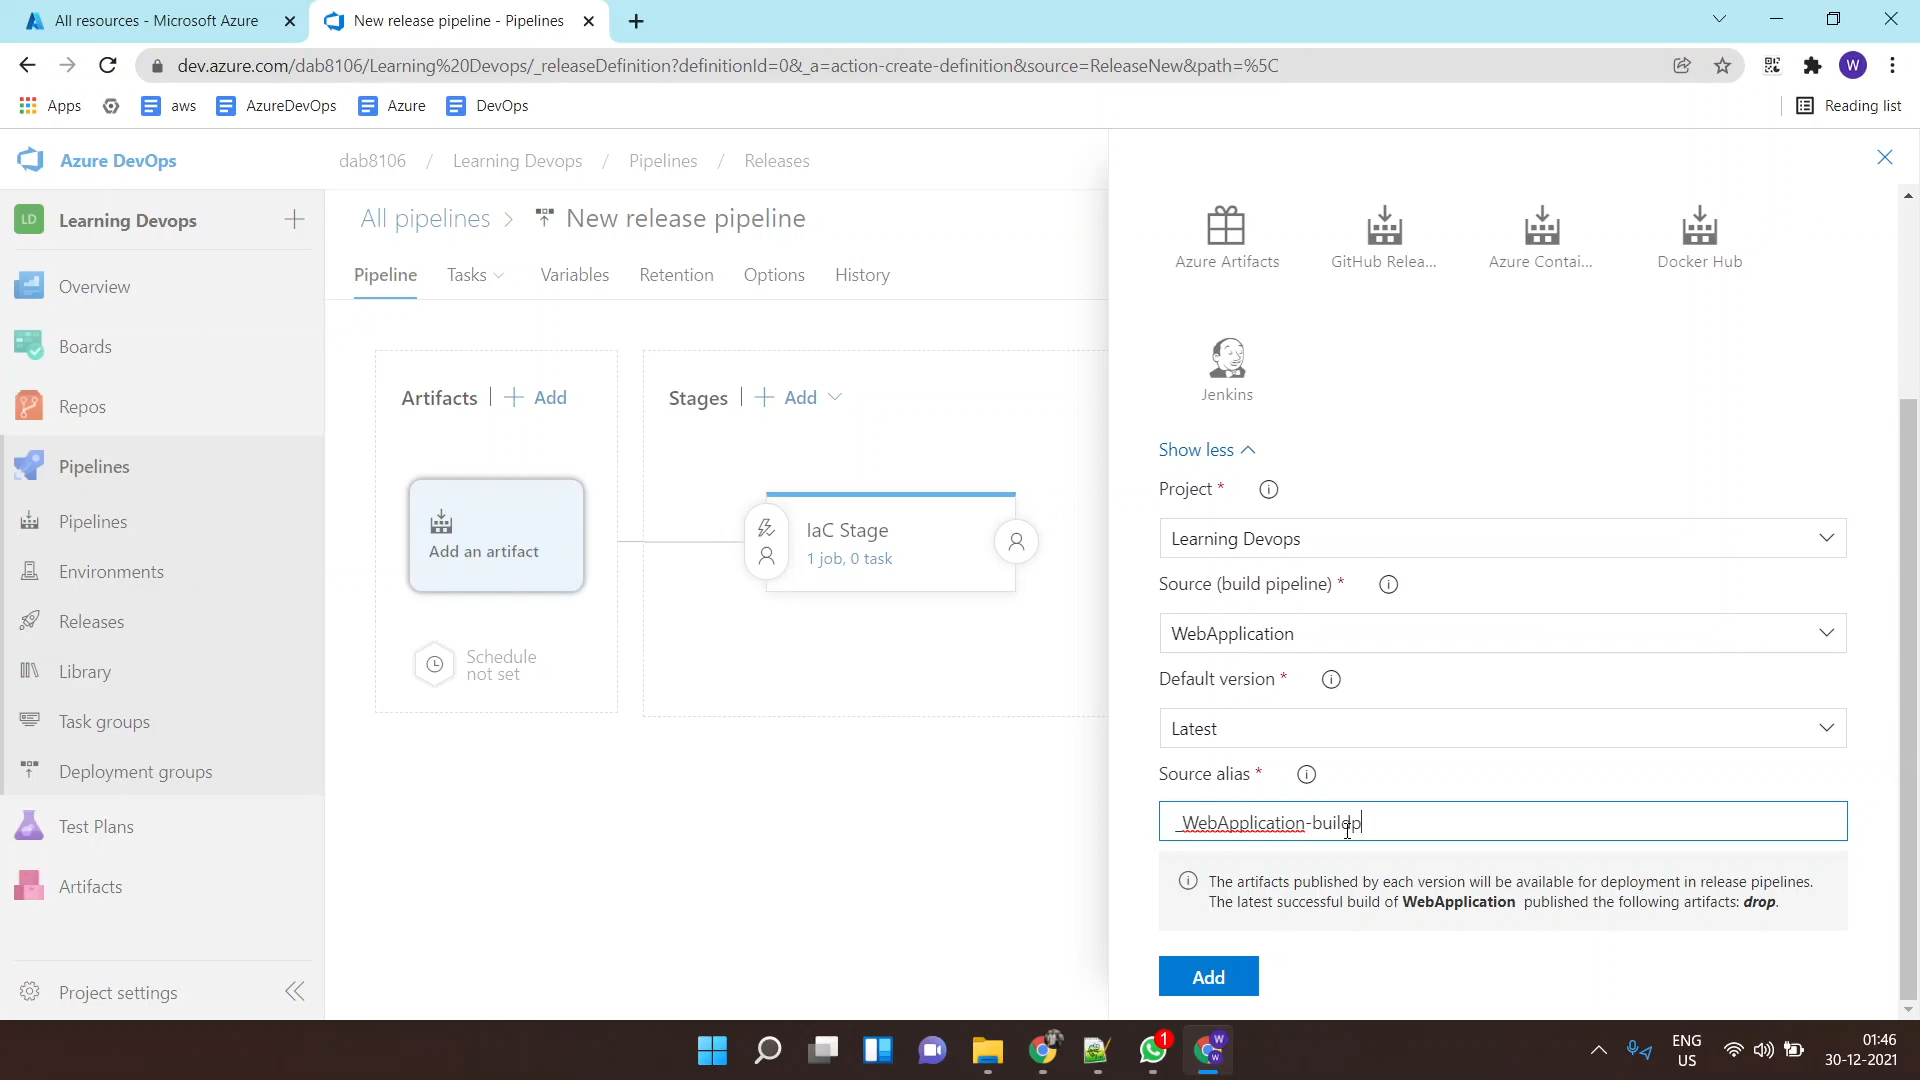 All resources - Microsoft Azure
New release pipeline - Pipelines
dev.azure.com/dab8106/Learning%20Devops/_releaseDefinition?definitionId=0&_a=action-create-definition&source=ReleaseNew&path=%5C
W
Apps
aws
AzureDevOps
Azure
DevOps
Reading list
Azure DevOps
dab8106 / Learning Devops / Pipelines / Releases
LD Learning Devops
Overview
Boards
Repos
Pipelines
Pipelines
Environments
Releases
Library
Task groups
Deployment groups
Test Plans
Artifacts
Project settings
All pipelines > New release pipeline
Pipeline
Tasks
Variables
Retention
Options
History
Artifacts | + Add
Add an artifact
Schedule
not set
Stages | + Add
IaC Stage
1 job, 0 task
Azure Artifacts
GitHub Relea...
Azure Contai...
Docker Hub
Jenkins
Show less
Project *
Learning Devops
Source (build pipeline) *
WebApplication
Default version *
Latest
Source alias *
_WebApplication-buildp
The artifacts published by each version will be available for deployment in release pipelines.
The latest successful build of WebApplication published the following artifacts: drop.
Add
1
W
w
ENG
US
01:46
30-12-2021